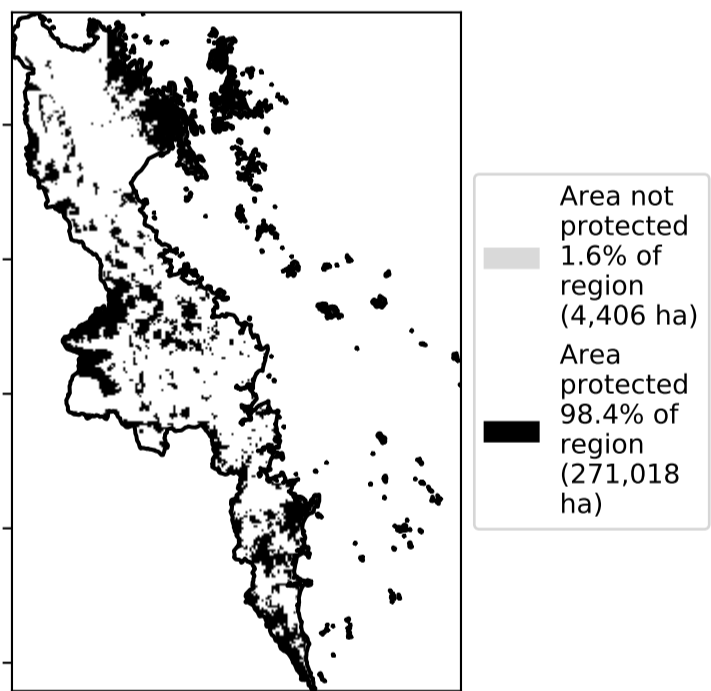 Area not
protected
1.6% of
region
(4,406 ha)
Area
protected
98.4% of
region
(271,018
ha)